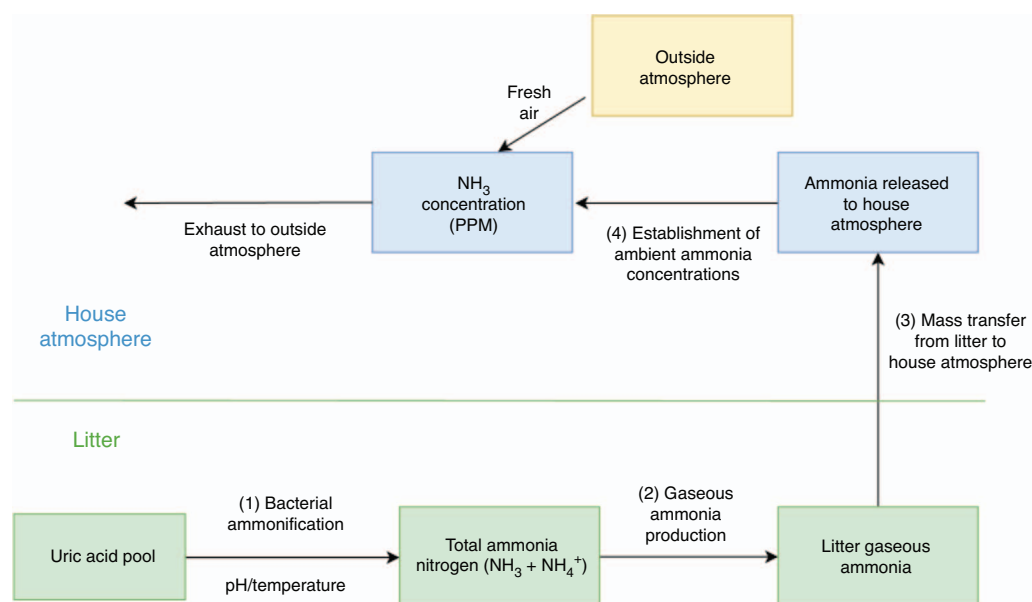 Outside
atmosphere
Fresh
air
NH₃
concentration
(PPM)
Ammonia released
to house
atmosphere
Exhaust to outside
atmosphere
(4) Establishment of
ambient ammonia
concentrations
House
atmosphere
(3) Mass transfer
from litter to
house atmosphere
Litter
(1) Bacterial
ammonification
(2) Gaseous
ammonia
production
Uric acid pool
pH/temperature
Total ammonia
nitrogen (NH₃ + NH₄⁺)
Litter gaseous
ammonia